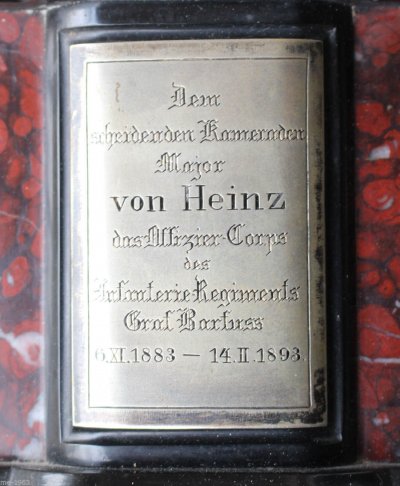 Dem
scheidenden Kameraden
Major
von Heinz
das Offizier-Corps
des
Infanterie Regiments
Graf Barfuss
6.XI.1883 — 14.II.1893